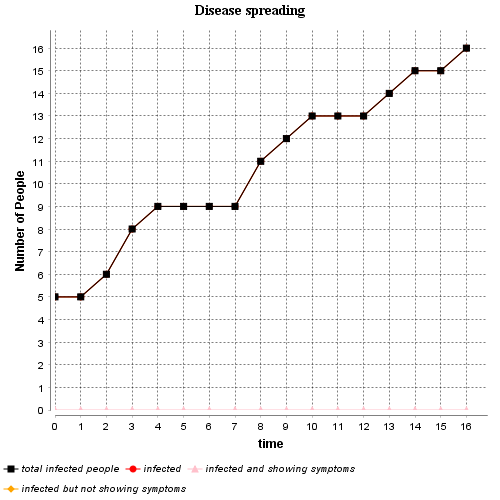 Disease spreading
Number of People
16
15
14
13
12
11
10
9
8
7
6
5
4
3
2
1
0
0 1 2 3 4 5 6 7 8 9 10 11 12 13 14 15 16
time
total infected people infected infected and showing symptoms
infected but not showing symptoms